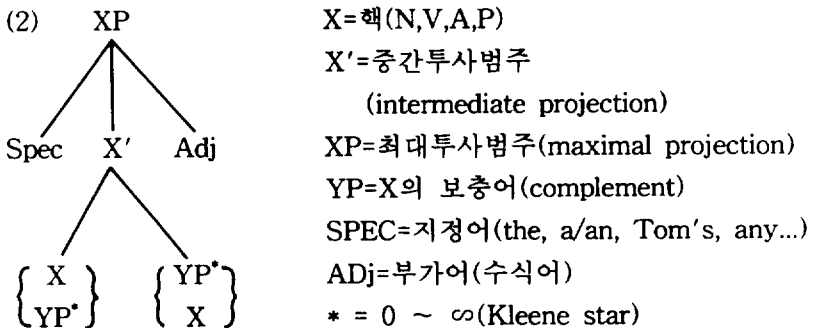 (2) XP X=핵(N,V,A,P)
X′=중간투사범주
(intermediate projection)
Spec X′ Adj XP=최대투사범주(maximal projection)
YP=X의 보충어(complement)
SPEC=지정어(the, a/an, Tom's, any...)
{ X } { YP* } ADj=부가어(수식어)
{ YP* } { X } * = 0 ~ ∞(Kleene star)